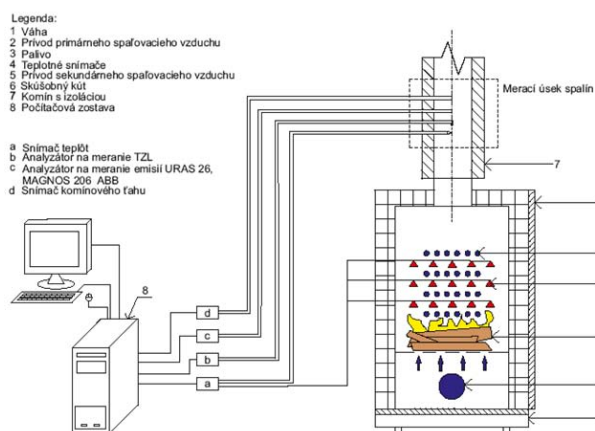 Legenda:
1 Váha
2 Prívod primárneho spaľovacieho vzduchu
3 Palivo
4 Teplotné snímače
5 Prívod sekundárneho spaľovacieho vzduchu
6 Skúšobný kút
7 Komín s izoláciou
8 Počítačová zostava
a Snímač teplôt
b Analyzátor na meranie TZL
c Analyzátor na meranie emisií URAS 26,
MAGNOS 206 ABB
d Snímač komínového ťahu
Merací úsek spalín
7
8
d
c
b
a